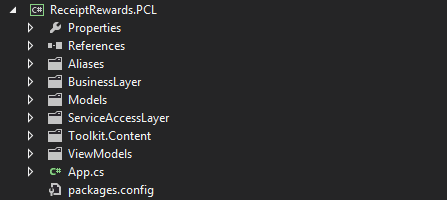 C# ReceiptRewards.PCL
Properties
References
Aliases
BusinessLayer
Models
ServiceAccessLayer
Toolkit.Content
ViewModels
C# App.cs
packages.config